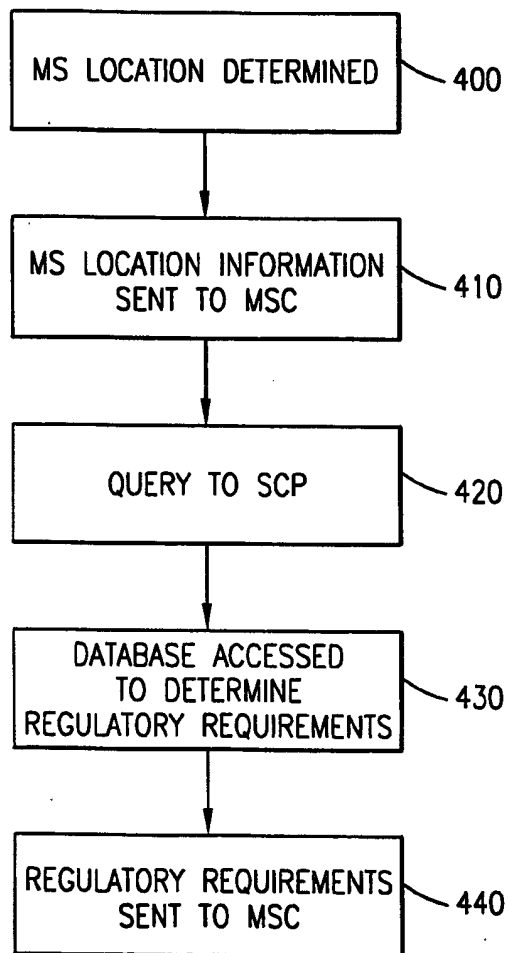 MS LOCATION DETERMINED
400
MS LOCATION INFORMATION
SENT TO MSC
410
QUERY TO SCP
420
DATABASE ACCESSED
TO DETERMINE
REGULATORY REQUIREMENTS
430
REGULATORY REQUIREMENTS
SENT TO MSC
440